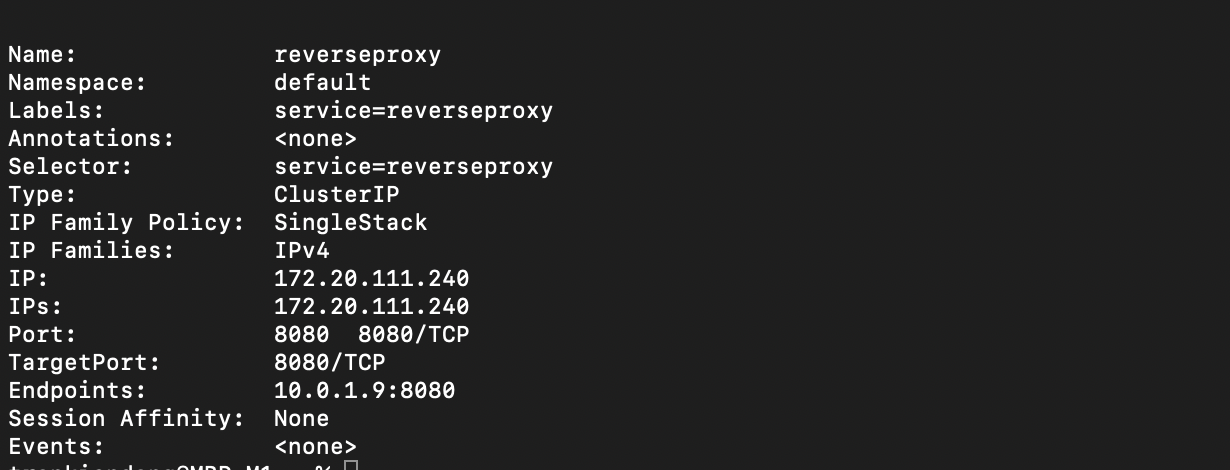 Name: reverseproxy
Namespace: default
Labels: service=reverseproxy
Annotations: <none>
Selector: service=reverseproxy
Type: ClusterIP
IP Family Policy: SingleStack
IP Families: IPv4
IP: 172.20.111.240
IPs: 172.20.111.240
Port: 8080 8080/TCP
TargetPort: 8080/TCP
Endpoints: 10.0.1.9:8080
Session Affinity: None
Events: <none>